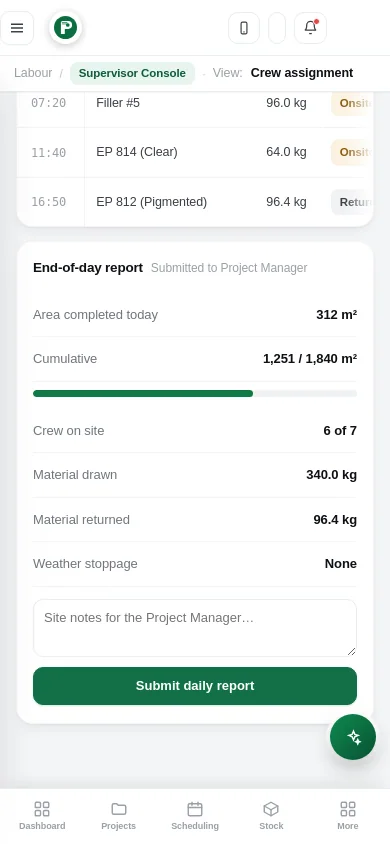 Labour / Supervisor Console · View: Crew assignment
07:20 Filler #5 96.0 kg Onsite
11:40 EP 814 (Clear) 64.0 kg Onsite
16:50 EP 812 (Pigmented) 96.4 kg Retur
End-of-day report Submitted to Project Manager
Area completed today 312 m²
Cumulative 1,251 / 1,840 m²
Crew on site 6 of 7
Material drawn 340.0 kg
Material returned 96.4 kg
Weather stoppage None
Site notes for the Project Manager…
Submit daily report
Dashboard Projects Scheduling Stock More